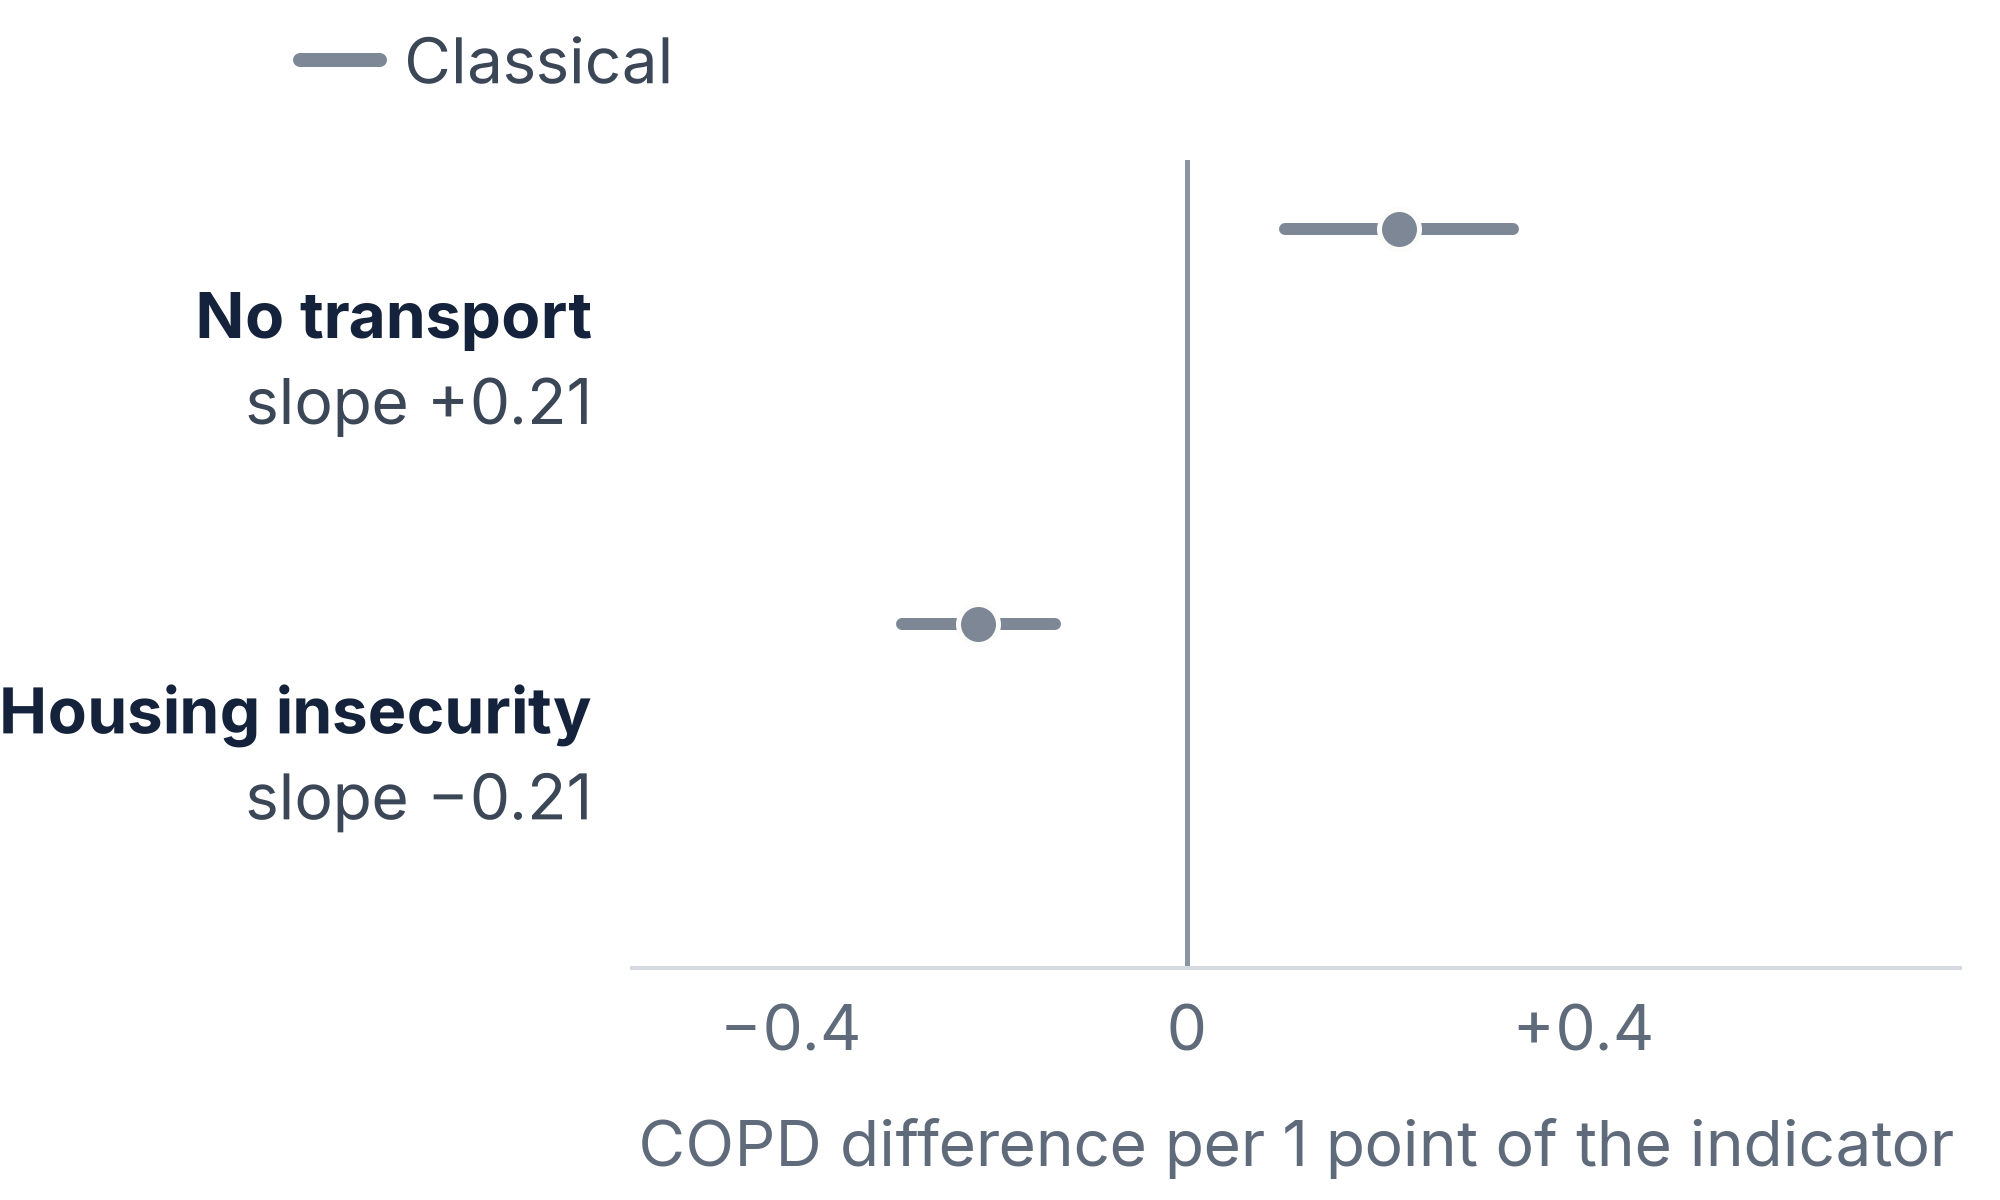 Classical
No transport
slope +0.21
Housing insecurity
slope −0.21
−0.4 0 +0.4
COPD difference per 1 point of the indicator